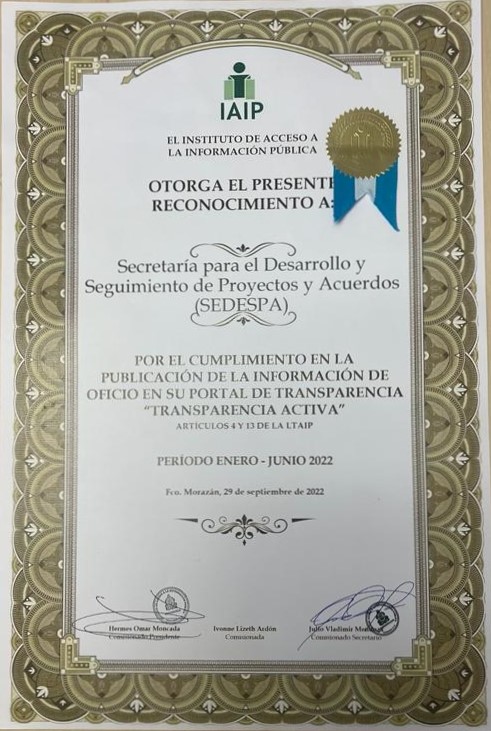 IAIP
EL INSTITUTO DE ACCESO A
LA INFORMACIÓN PÚBLICA
OTORGA EL PRESENTE
RECONOCIMIENTO A:
Secretaría para el Desarrollo y
Seguimiento de Proyectos y Acuerdos
(SEDESPA)
POR EL CUMPLIMIENTO EN LA
PUBLICACIÓN DE LA INFORMACIÓN DE
OFICIO EN SU PORTAL DE TRANSPARENCIA
“TRANSPARENCIA ACTIVA”
ARTÍCULOS 4 Y 13 DE LA LTAIP
PERÍODO ENERO - JUNIO 2022
Fco. Morazán, 29 de septiembre de 2022
Hermes Omar Moncada
Comisionado Presidente
Ivonne Lizeth Ardón
Comisionada
Julio Vladimir
Comisionado Secretario